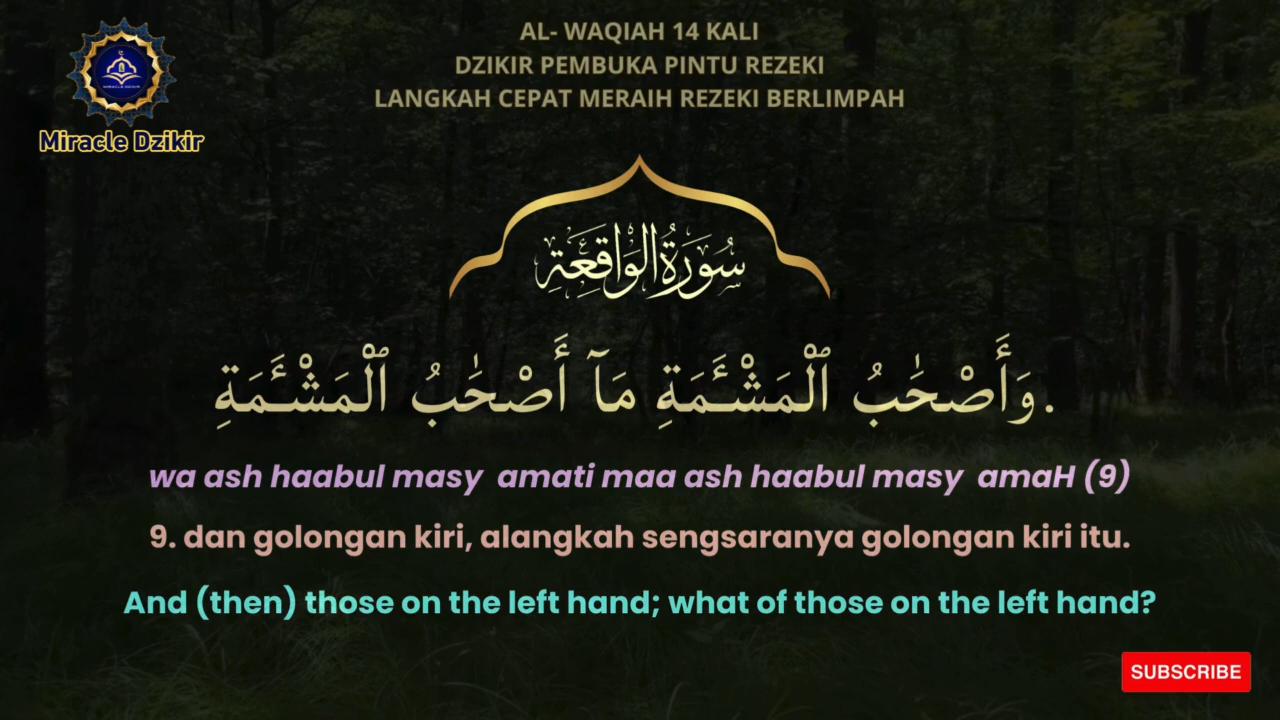 AL- WAQIAH 14 KALI
DZIKIR PEMBUKA PINTU REZEKI
LANGKAH CEPAT MERAIH REZEKI BERLIMPAH
Miracle Dzikir
سُورَةُ الْوَاقِعَةِ
وَأَصْحَٰبُ ٱلْمَشْـَٔمَةِ مَآ أَصْحَٰبُ ٱلْمَشْـَٔمَةِ .
wa ash haabul masy  amati maa ash haabul masy  amaH (9)
9. dan golongan kiri, alangkah sengsaranya golongan kiri itu.
And (then) those on the left hand; what of those on the left hand?
SUBSCRIBE